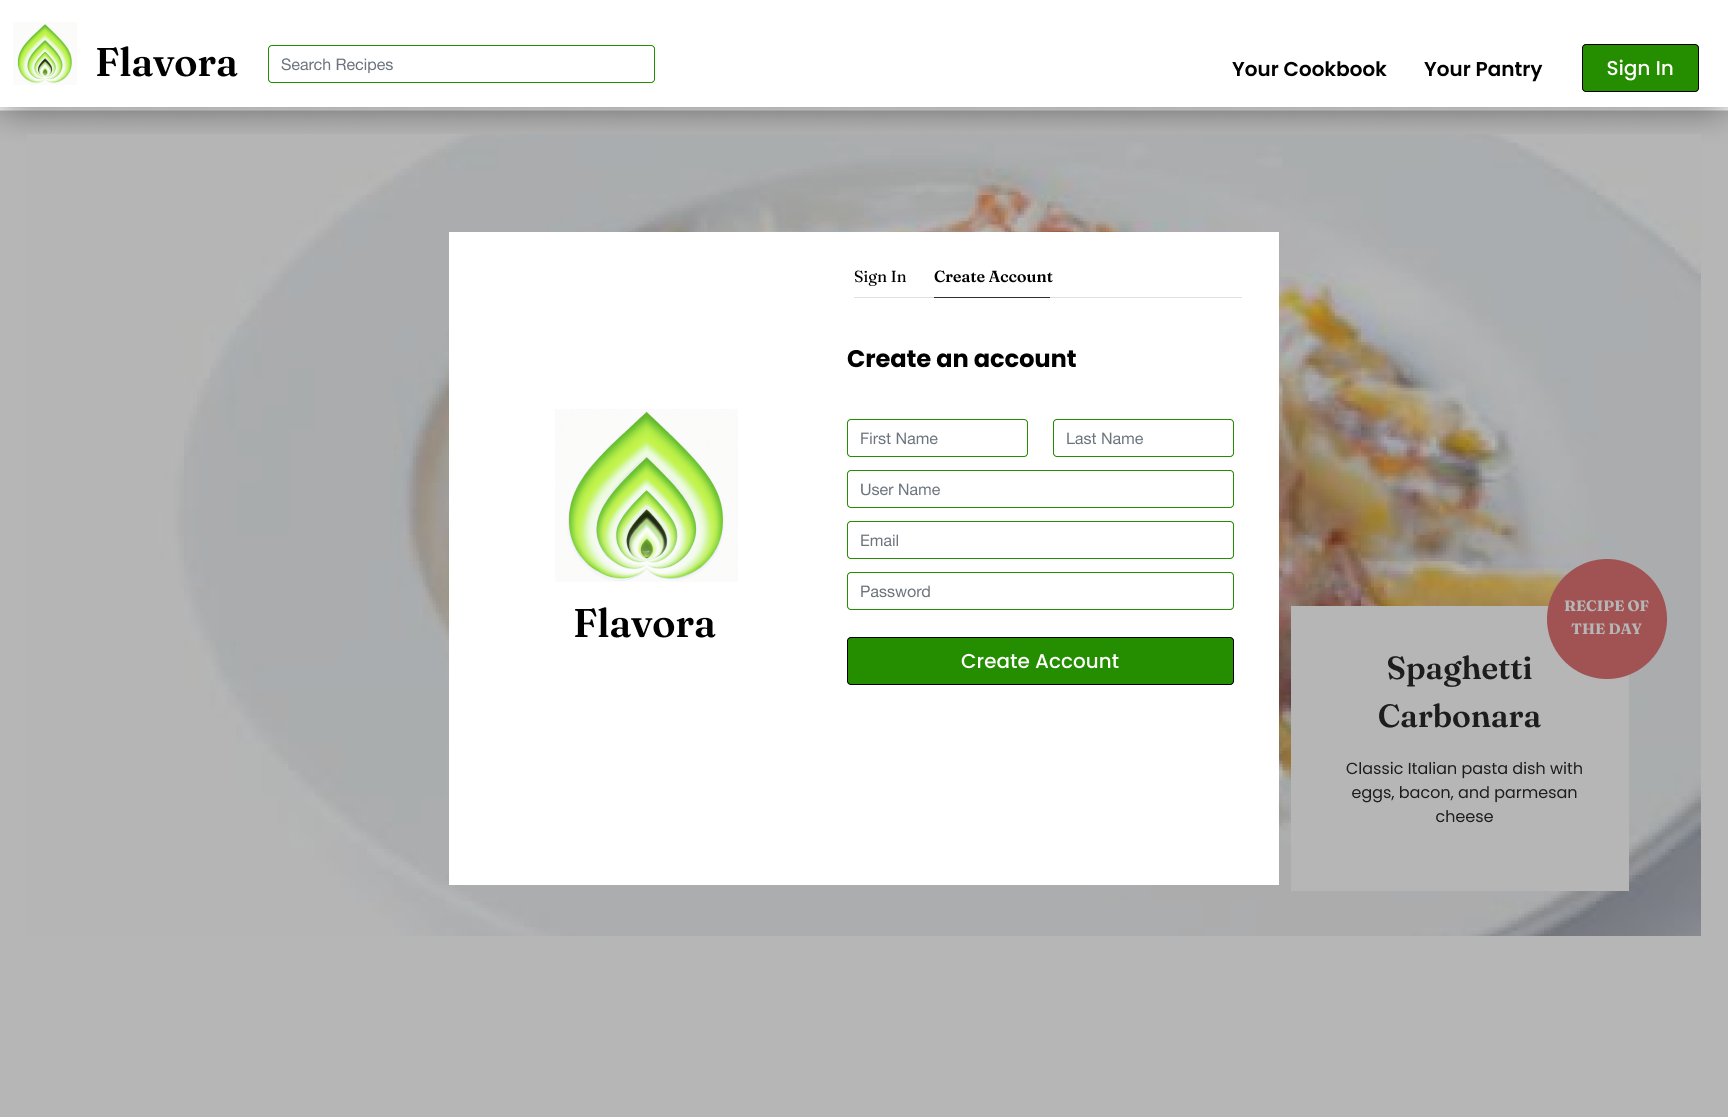 Flavora
Search Recipes
Your Cookbook
Your Pantry
Sign In
Sign In
Create Account
Create an account
First Name
Last Name
User Name
Email
Password
Create Account
Flavora
RECIPE OF
THE DAY
Spaghetti
Carbonara
Classic Italian pasta dish with
eggs, bacon, and parmesan
cheese